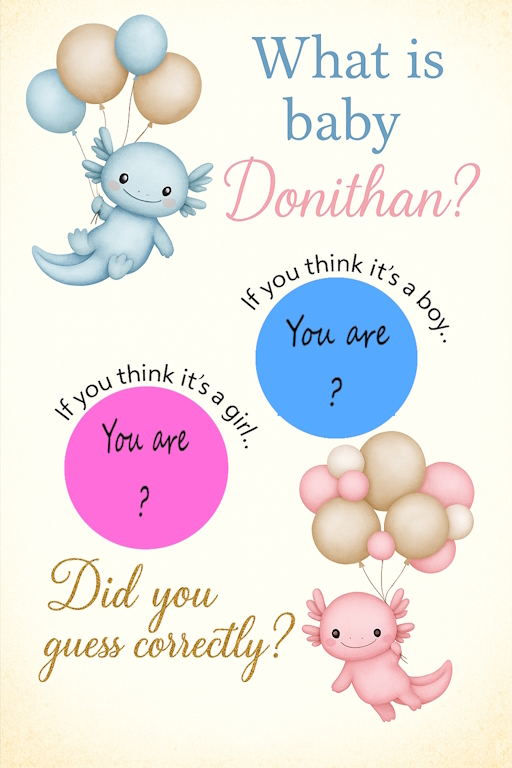 What is
baby
Donithan?
If you think it's a boy..
You are
?
If you think it's a girl..
You are
?
Did you
guess correctly?